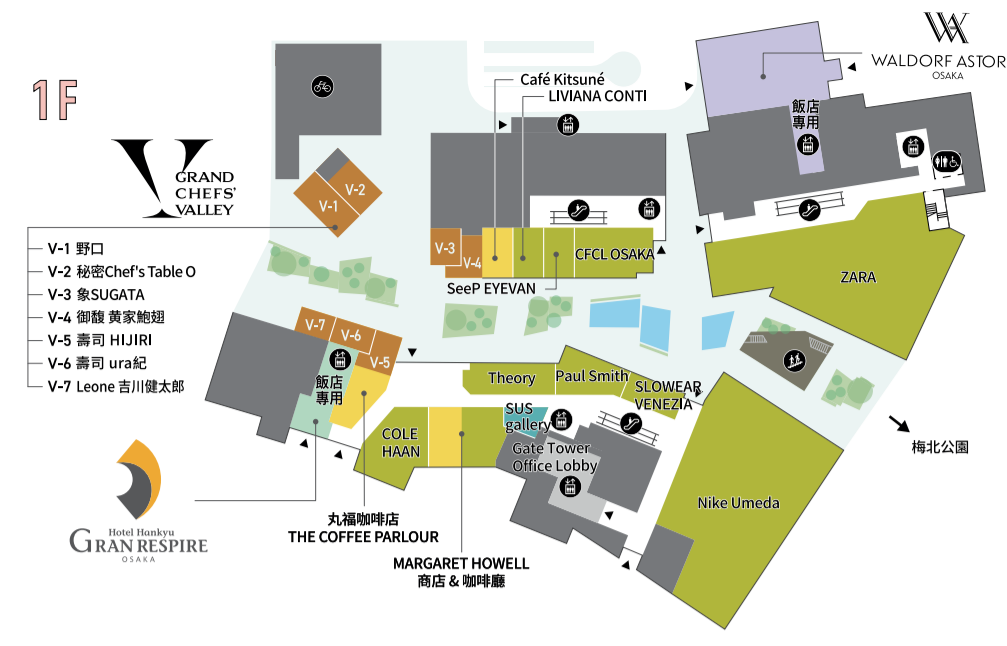 1F
WALDORF ASTOR
OSAKA
Café Kitsuné
LIVIANA CONTI
飯店
專用
GRAND
CHEFS'
VALLEY
V-1
V-2
V-3
V-4
CFCL OSAKA
SeeP EYEVAN
ZARA
V-1 野口
V-2 秘密Chef's Table O
V-3 象SUGATA
V-4 御馥 黄家鮑翅
V-5 壽司 HIJIRI
V-6 壽司 ura紀
V-7 Leone 吉川健太郎
V-7
V-6
V-5
飯店
專用
Theory
Paul Smith
SLOWEAR
VENEZIA
COLE
HAAN
SUS
gallery
Gate Tower
Office Lobby
梅北公園
Nike Umeda
Hotel Hankyu
GRAN RESPIRE
OSAKA
丸福咖啡店
THE COFFEE PARLOUR
MARGARET HOWELL
商店 & 咖啡廳